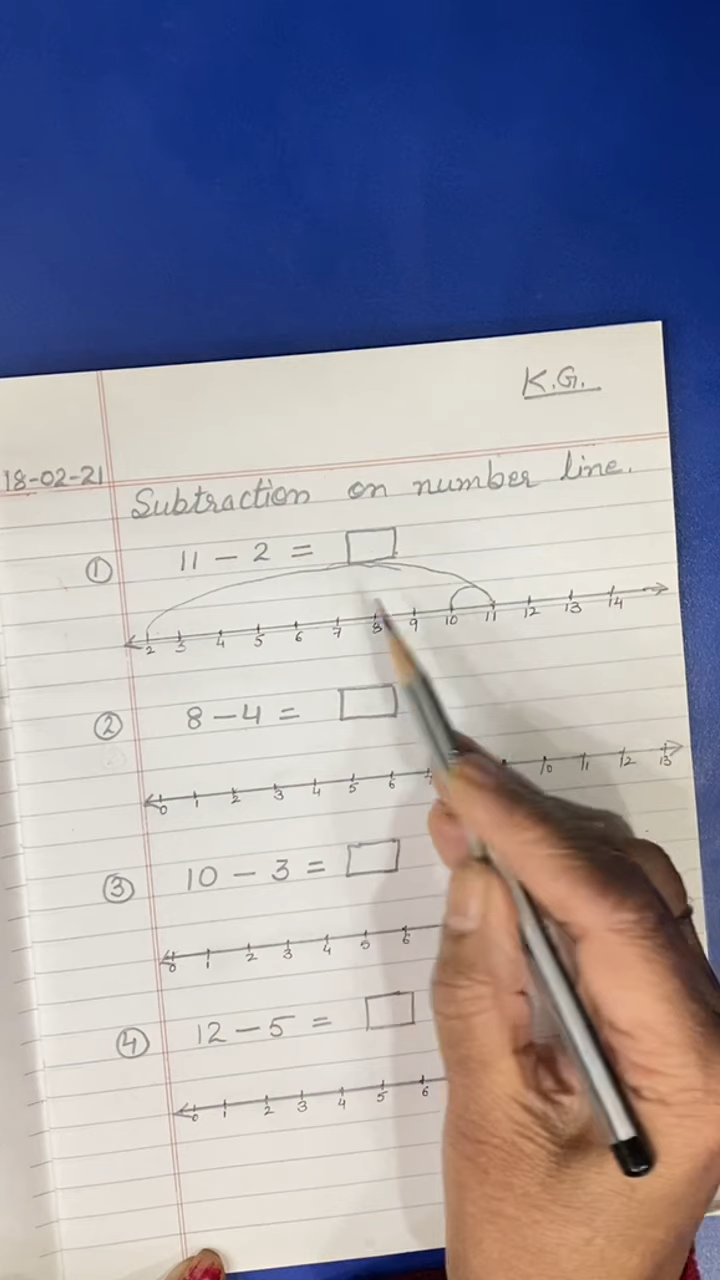 K.G.
18-02-21
Subtraction on number line.
① 11 - 2 =
2 3 4 5 6 7 8 9 10 11 12 13 14
② 8 - 4 =
0 1 2 3 4 5 6 7 10 11 12 13
③ 10 - 3 =
0 1 2 3 4 5 6
④ 12 - 5 =
0 1 2 3 4 5 6